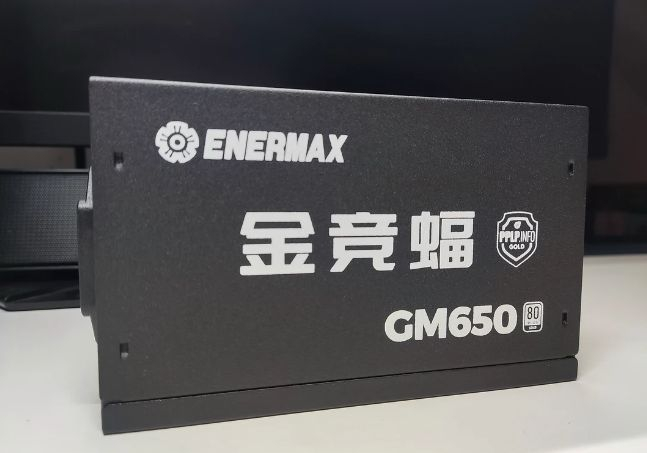 ENERMAX
金竞蝠
PPLP.INFO
GOLD
GM650
80